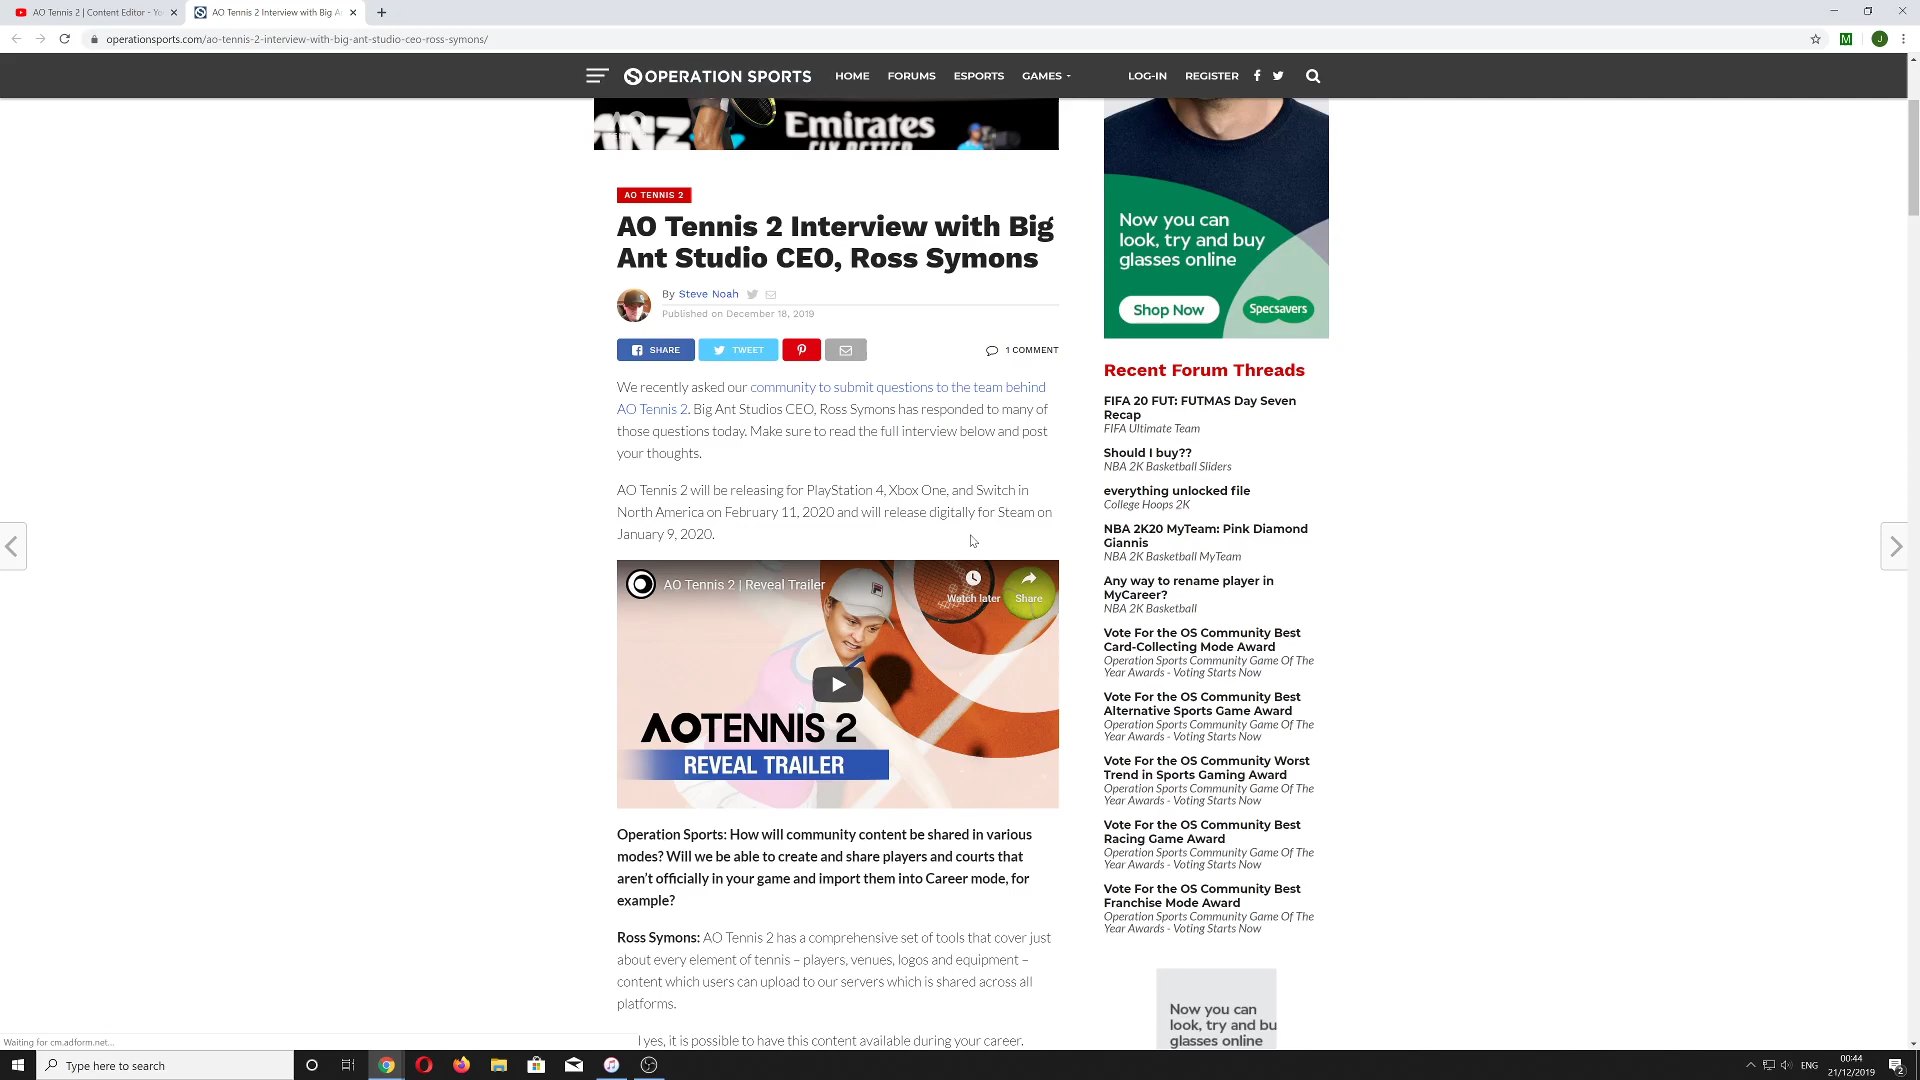 AO Tennis 2 | Content Editor - Yo
AO Tennis 2 Interview with Big A
operationsports.com/ao-tennis-2-interview-with-big-ant-studio-ceo-ross-symons/
M
J
OPERATION SPORTS
HOME
FORUMS
ESPORTS
GAMES
LOG-IN
REGISTER
Emirates
FLY BETTER
AO TENNIS 2
AO Tennis 2 Interview with Big
Ant Studio CEO, Ross Symons
By Steve Noah
Published on December 18, 2019
SHARE
TWEET
1 COMMENT
We recently asked our community to submit questions to the team behind
AO Tennis 2. Big Ant Studios CEO, Ross Symons has responded to many of
those questions today. Make sure to read the full interview below and post
your thoughts.
AO Tennis 2 will be releasing for PlayStation 4, Xbox One, and Switch in
North America on February 11, 2020 and will release digitally for Steam on
January 9, 2020.
AO Tennis 2 | Reveal Trailer
Watch later
Share
AOTENNIS 2
REVEAL TRAILER
Operation Sports: How will community content be shared in various
modes? Will we be able to create and share players and courts that
aren't officially in your game and import them into Career mode, for
example?
Ross Symons: AO Tennis 2 has a comprehensive set of tools that cover just
about every element of tennis – players, venues, logos and equipment –
content which users can upload to our servers which is shared across all
platforms.
yes, it is possible to have this content available during your career.
Now you can
look, try and buy
glasses online
Shop Now
Specsavers
Recent Forum Threads
FIFA 20 FUT: FUTMAS Day Seven
Recap
FIFA Ultimate Team
Should I buy??
NBA 2K Basketball Sliders
everything unlocked file
College Hoops 2K
NBA 2K20 MyTeam: Pink Diamond
Giannis
NBA 2K Basketball MyTeam
Any way to rename player in
MyCareer?
NBA 2K Basketball
Vote For the OS Community Best
Card-Collecting Mode Award
Operation Sports Community Game Of The
Year Awards - Voting Starts Now
Vote For the OS Community Best
Alternative Sports Game Award
Operation Sports Community Game Of The
Year Awards - Voting Starts Now
Vote For the OS Community Worst
Trend in Sports Gaming Award
Operation Sports Community Game Of The
Year Awards - Voting Starts Now
Vote For the OS Community Best
Racing Game Award
Operation Sports Community Game Of The
Year Awards - Voting Starts Now
Vote For the OS Community Best
Franchise Mode Award
Operation Sports Community Game Of The
Year Awards - Voting Starts Now
Now you can
look, try and bu
glasses online
Waiting for cm.adform.net...
Type here to search
ENG
00:44
21/12/2019
2